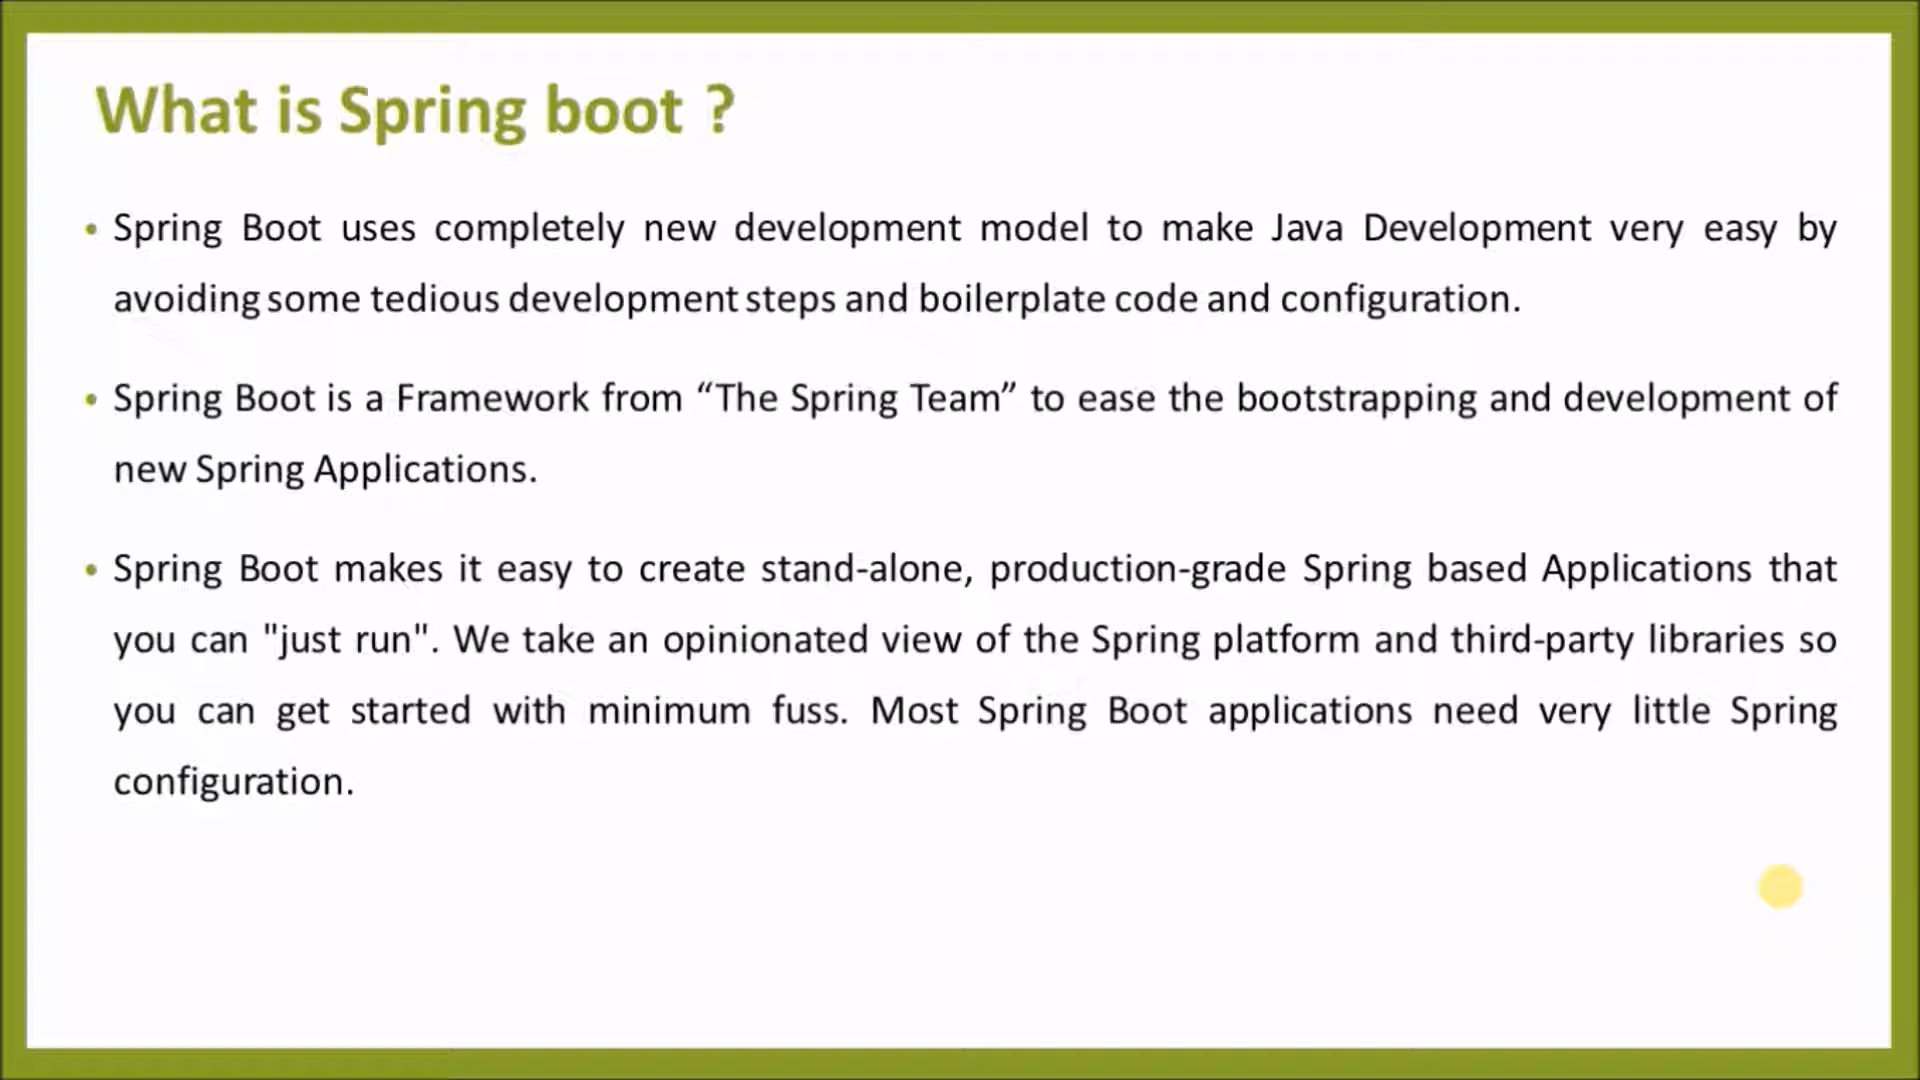 What is Spring boot ?
• Spring Boot uses completely new development model to make Java Development very easy by
avoiding some tedious development steps and boilerplate code and configuration.
• Spring Boot is a Framework from “The Spring Team” to ease the bootstrapping and development of
new Spring Applications.
• Spring Boot makes it easy to create stand-alone, production-grade Spring based Applications that
you can "just run". We take an opinionated view of the Spring platform and third-party libraries so
you can get started with minimum fuss. Most Spring Boot applications need very little Spring
configuration.